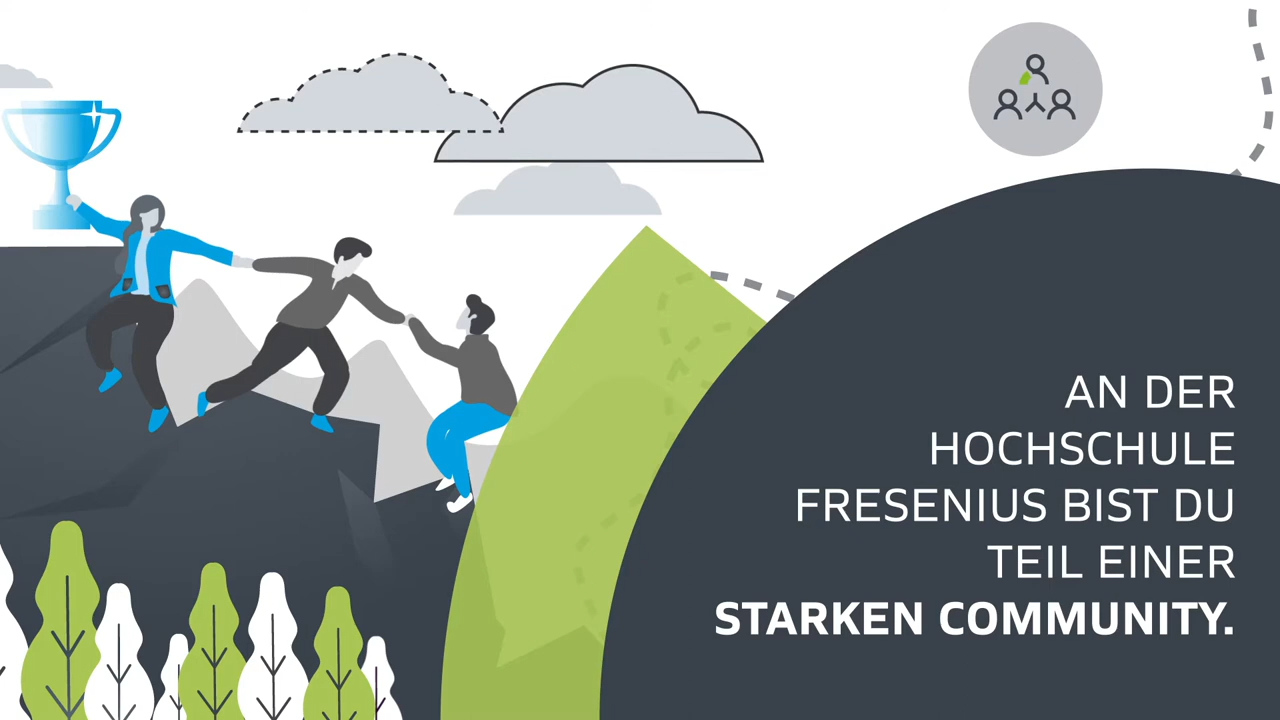 AN DER
HOCHSCHULE
FRESENIUS BIST DU
TEIL EINER
STARKEN COMMUNITY.